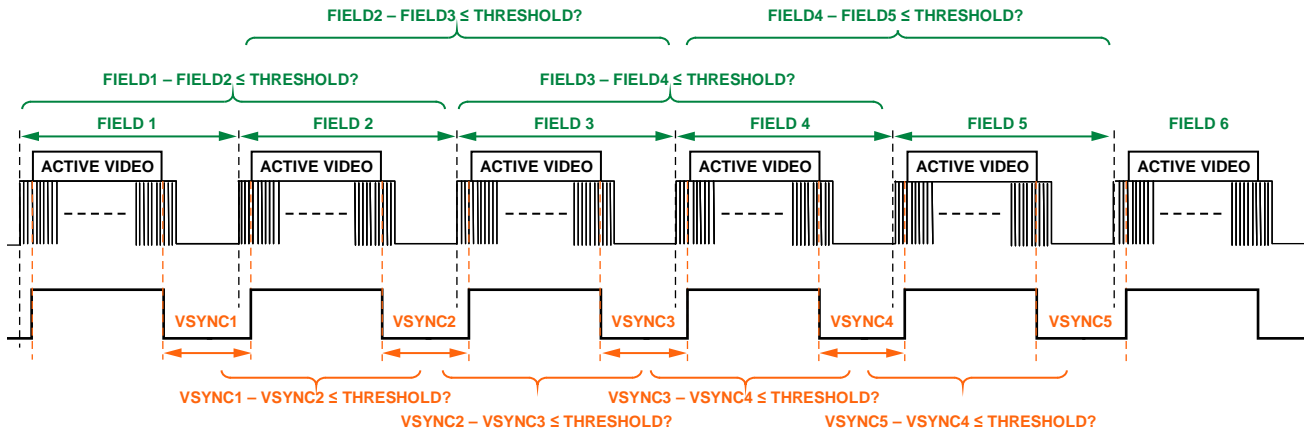 FIELD2 – FIELD3 ≤ THRESHOLD?
FIELD4 – FIELD5 ≤ THRESHOLD?
FIELD1 – FIELD2 ≤ THRESHOLD?
FIELD3 – FIELD4 ≤ THRESHOLD?
FIELD 1
FIELD 2
FIELD 3
FIELD 4
FIELD 5
FIELD 6
ACTIVE VIDEO
ACTIVE VIDEO
ACTIVE VIDEO
ACTIVE VIDEO
ACTIVE VIDEO
ACTIVE VIDEO
VSYNC1
VSYNC2
VSYNC3
VSYNC4
VSYNC5
VSYNC1 – VSYNC2 ≤ THRESHOLD?
VSYNC3 – VSYNC4 ≤ THRESHOLD?
VSYNC2 – VSYNC3 ≤ THRESHOLD?
VSYNC5 – VSYNC4 ≤ THRESHOLD?